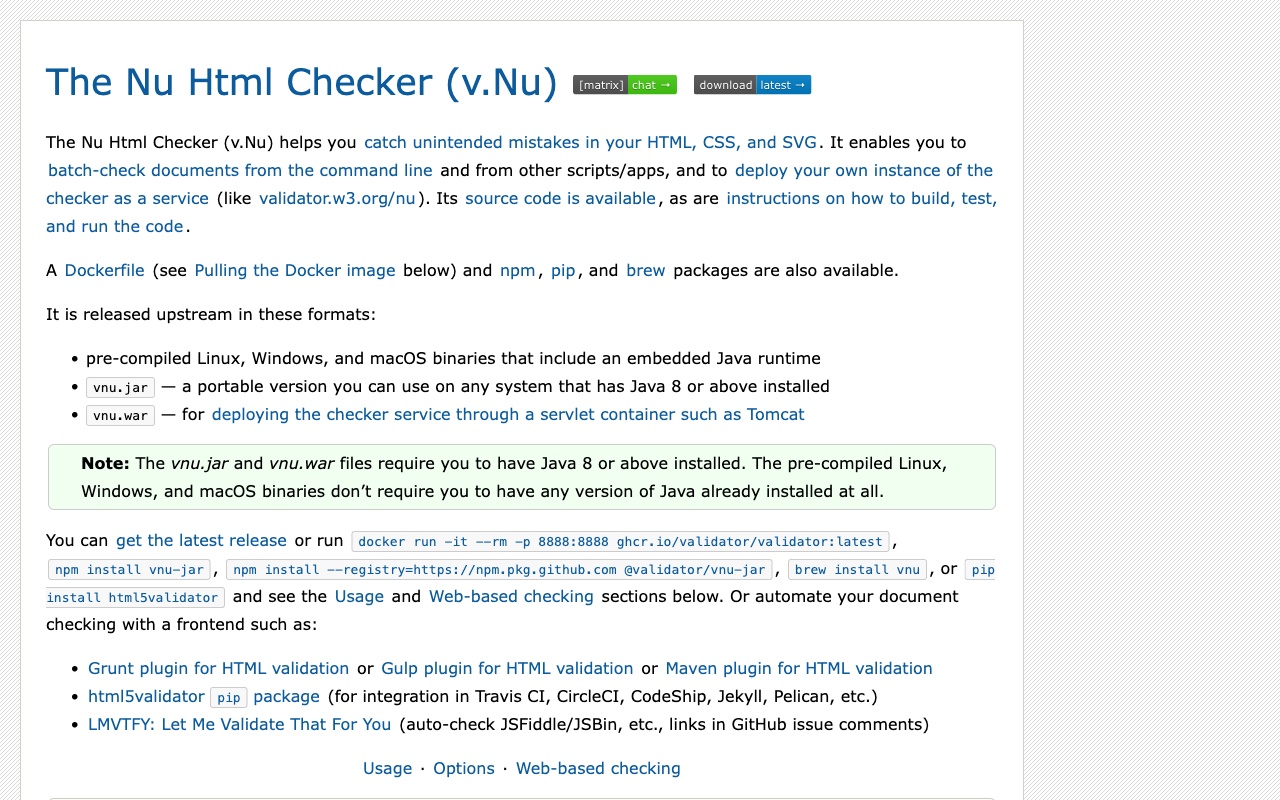 The Nu Html Checker (v.Nu) [matrix] chat → download latest →
The Nu Html Checker (v.Nu) helps you catch unintended mistakes in your HTML, CSS, and SVG. It enables you to
batch-check documents from the command line and from other scripts/apps, and to deploy your own instance of the
checker as a service (like validator.w3.org/nu). Its source code is available, as are instructions on how to build, test,
and run the code.
A Dockerfile (see Pulling the Docker image below) and npm, pip, and brew packages are also available.
It is released upstream in these formats:
• pre-compiled Linux, Windows, and macOS binaries that include an embedded Java runtime
• vnu.jar — a portable version you can use on any system that has Java 8 or above installed
• vnu.war — for deploying the checker service through a servlet container such as Tomcat
Note: The vnu.jar and vnu.war files require you to have Java 8 or above installed. The pre-compiled Linux,
Windows, and macOS binaries don’t require you to have any version of Java already installed at all.
You can get the latest release or run docker run -it --rm -p 8888:8888 ghcr.io/validator/validator:latest,
npm install vnu-jar, npm install --registry=https://npm.pkg.github.com @validator/vnu-jar, brew install vnu, or pip
install html5validator and see the Usage and Web-based checking sections below. Or automate your document
checking with a frontend such as:
• Grunt plugin for HTML validation or Gulp plugin for HTML validation or Maven plugin for HTML validation
• html5validator pip package (for integration in Travis CI, CircleCI, CodeShip, Jekyll, Pelican, etc.)
• LMVTFY: Let Me Validate That For You (auto-check JSFiddle/JSBin, etc., links in GitHub issue comments)
Usage · Options · Web-based checking